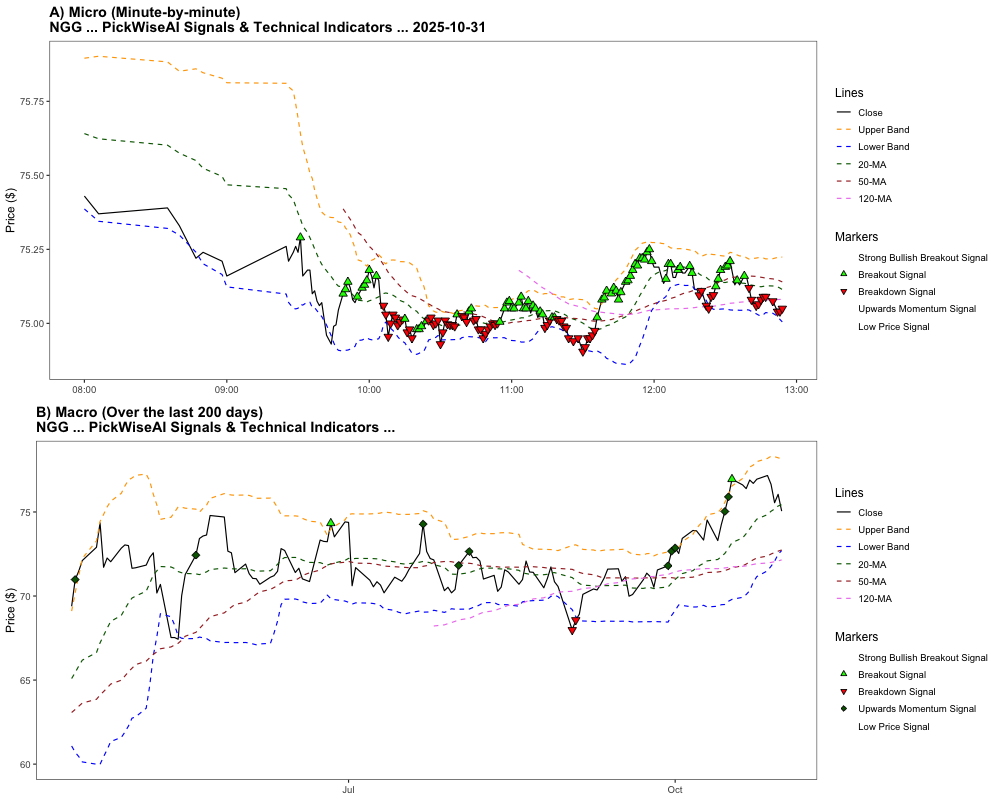 A) Micro (Minute-by-minute)
NGG ... PickWiseAI Signals & Technical Indicators ... 2025-10-31
Price ($)
75.75
75.50
75.25
75.00
08:00 09:00 10:00 11:00 12:00 13:00
Lines
Close
Upper Band
Lower Band
20-MA
50-MA
120-MA
Markers
Strong Bullish Breakout Signal
Breakout Signal
Breakdown Signal
Upwards Momentum Signal
Low Price Signal
B) Macro (Over the last 200 days)
NGG ... PickWiseAI Signals & Technical Indicators ...
Price ($)
75
70
65
60
Jul Oct
Lines
Close
Upper Band
Lower Band
20-MA
50-MA
120-MA
Markers
Strong Bullish Breakout Signal
Breakout Signal
Breakdown Signal
Upwards Momentum Signal
Low Price Signal